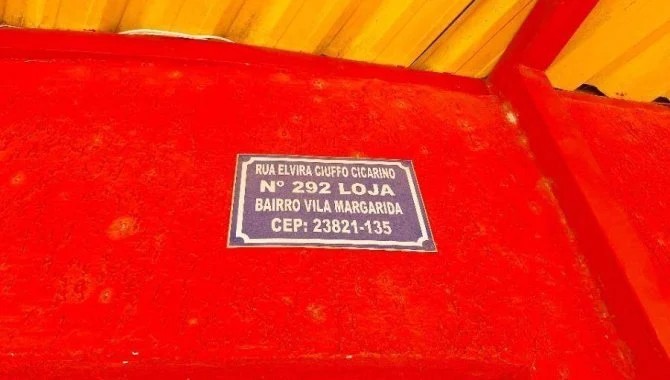 RUA ELVIRA CIUFFO CICARINO
Nº 292 LOJA
BAIRRO VILA MARGARIDA
CEP: 23821-135